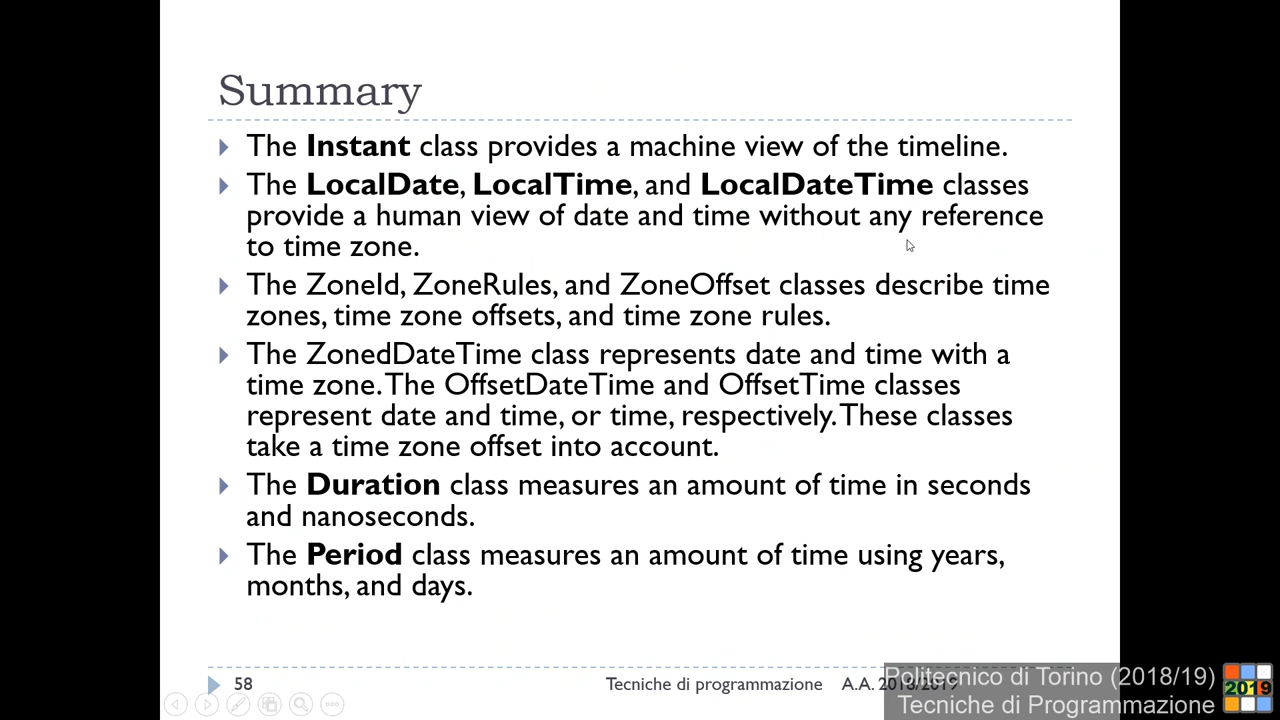 Summary
The Instant class provides a machine view of the timeline.
The LocalDate, LocalTime, and LocalDateTime classes
provide a human view of date and time without any reference
to time zone.
The ZoneId, ZoneRules, and ZoneOffset classes describe time
zones, time zone offsets, and time zone rules.
The ZonedDateTime class represents date and time with a
time zone. The OffsetDateTime and OffsetTime classes
represent date and time, or time, respectively. These classes
take a time zone offset into account.
The Duration class measures an amount of time in seconds
and nanoseconds.
The Period class measures an amount of time using years,
months, and days.
58
Tecniche di programmazione A.A. 2018/2019
Politecnico di Torino (2018/19)
Tecniche di Programmazione
2019